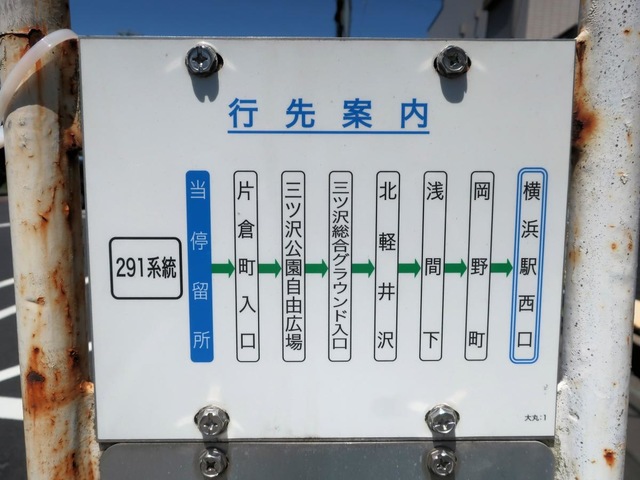 行先案内
291系統
当停留所
片倉町入口
三ツ沢公園自由広場
三ツ沢総合グラウンド入口
北軽井沢
浅間下
岡野町
横浜駅西口
大丸:1